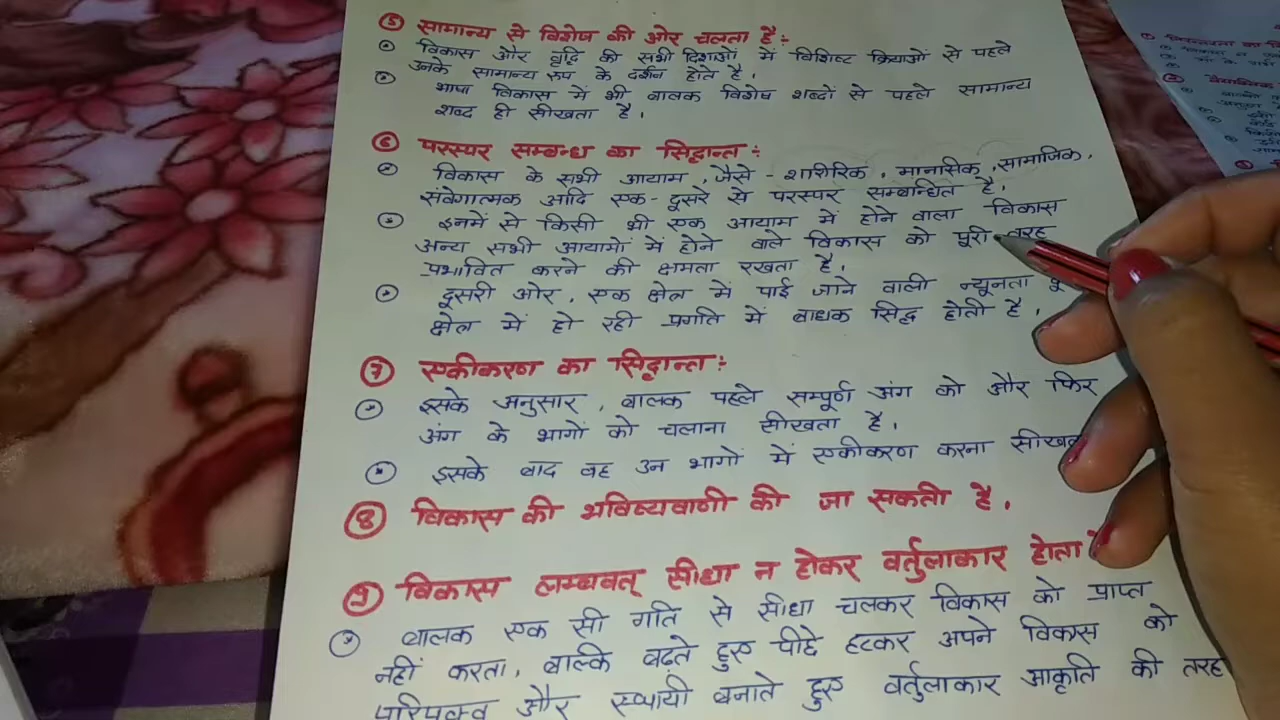 ⑤ सामान्य से विशेष की ओर चलता है :
विकास और वृद्धि की सभी दिशाओं में विशिष्ट क्रियाओं से पहले
उनके सामान्य रूप के दर्शन होते है.
भाषा विकास में भी बालक विशेष शब्दों से पहले सामान्य
शब्द ही सीखता है.
⑥ परस्पर सम्बन्ध का सिद्वान्त :
विकास के सभी आयाम, जैसे - शारीरिक, मानसिक, सामाजिक,
संवेगात्मक आदि एक-दूसरे से परस्पर सम्बन्धित है.
इनमें से किसी भी एक आयाम में होने वाला विकास
अन्य सभी आयामों में होने वाले विकास को पूरी तरह
प्रभावित करने की क्षमता रखता है.
दूसरी ओर, एक क्षेत्र में पाई जाने वाली न्यूनता
क्षेत्र में हो रही प्रगति में बाधक सिद्व होती है.
⑦ एकीकरण का सिद्वान्त :
इसके अनुसार, बालक पहले सम्पूर्ण अंग को और फिर
अंग के भागों को चलाना सीखता है.
इसके बाद वह उन भागों में एकीकरण करना
⑧ विकास की भविष्यवाणी की जा सकती है.
⑨ विकास लम्बवत् सीधा न होकर वर्तुलाकार होता
बालक एक सी गति से सीधा चलकर विकास को प्राप्त
नहीं करता, बाल्कि बढ़ते हुए पीछे हटकर अपने विकास को
परिपक्व और स्थायी बनाते हुए वर्तुलाकार आकृति की तरह